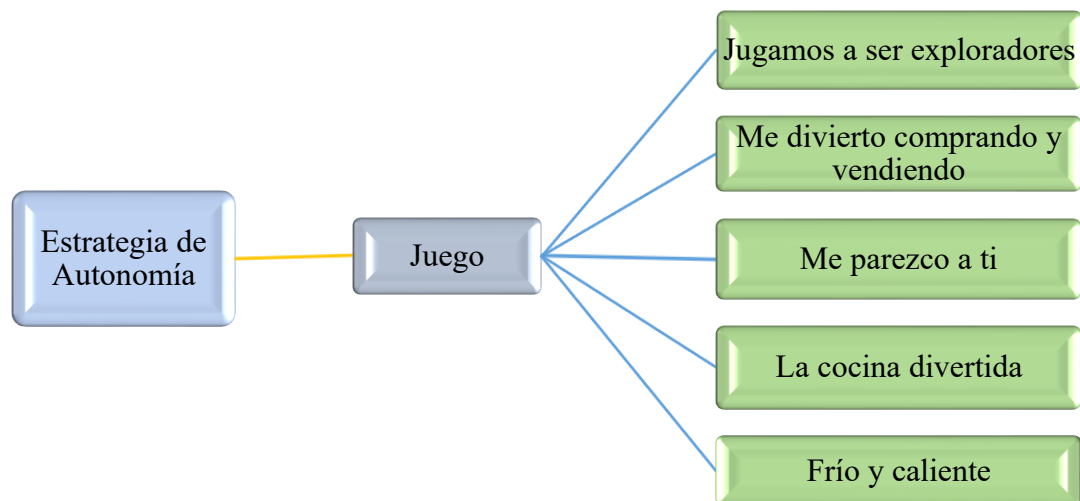 Estrategia de
Autonomía
Juego
Jugamos a ser exploradores
Me divierto comprando y
vendiendo
Me parezco a ti
La cocina divertida
Frío y caliente